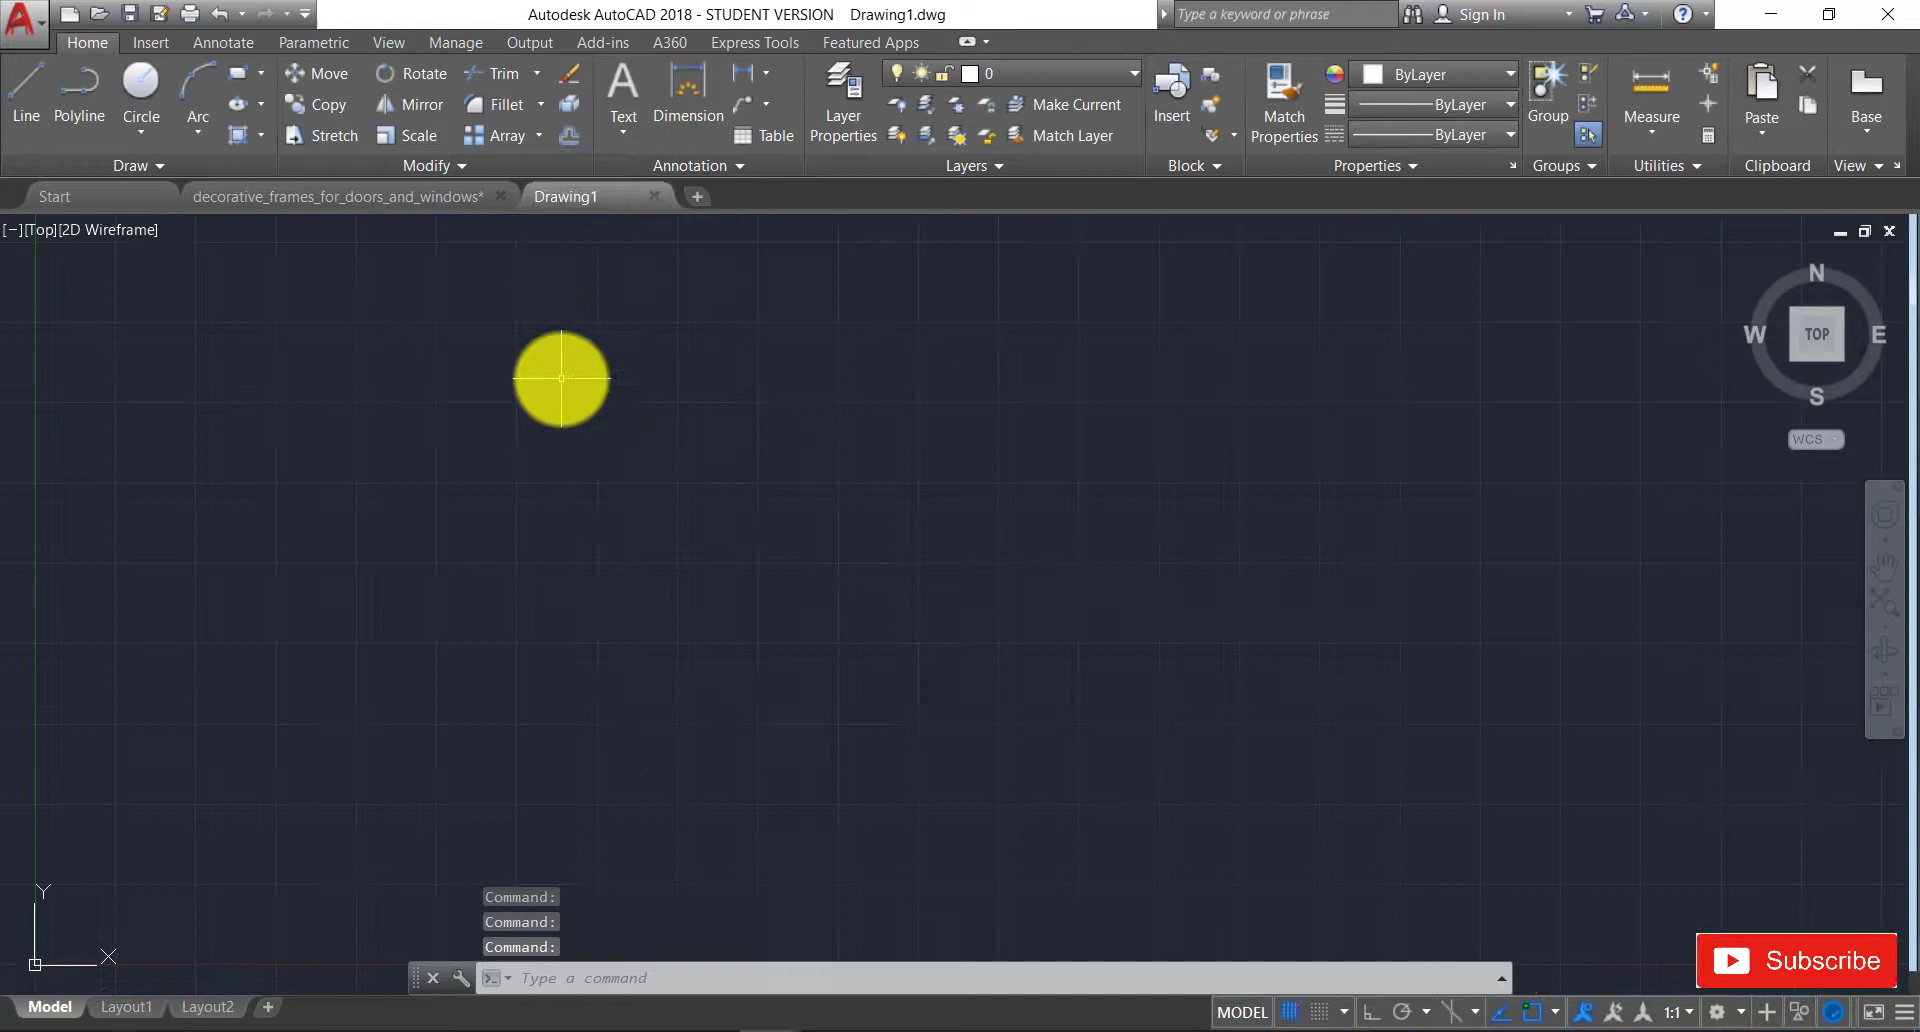 Autodesk AutoCAD 2018 - STUDENT VERSION Drawing1.dwg
Type a keyword or phrase
Sign In
Home Insert Annotate Parametric View Manage Output Add-ins A360 Express Tools Featured Apps
Line
Polyline
Circle
Arc
Draw
Move Rotate Trim
Copy Mirror Fillet
Stretch Scale Array
Modify
Text
Dimension
Table
Annotation
Layer Properties
0
Make Current
Match Layer
Layers
Insert
Block
Match Properties
ByLayer
ByLayer
ByLayer
Properties
Group
Groups
Measure
Utilities
Paste
Clipboard
Base
View
Start decorative_frames_for_doors_and_windows* Drawing1
[−][Top][2D Wireframe]
N
W TOP E
S
WCS
Y
X
Command:
Command:
Command:
Type a command
Subscribe
Model Layout1 Layout2
MODEL
1:1